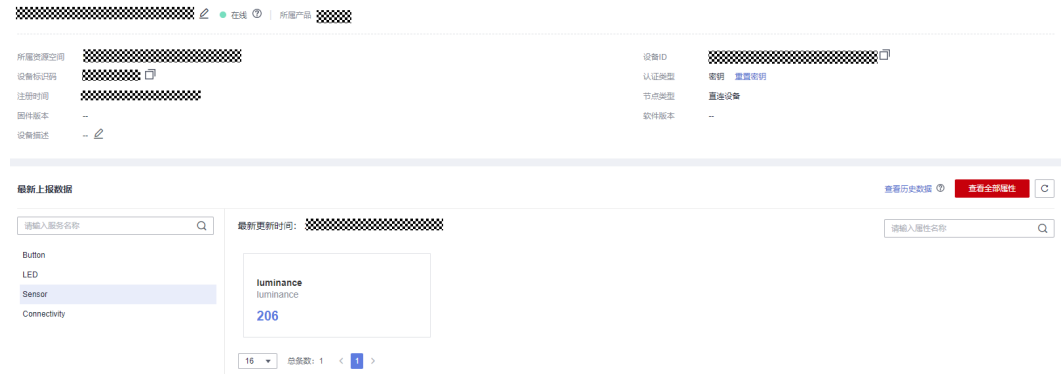 在线 所属产品
所属资源空间 设备ID
设备标识码 认证类型 密钥 重置密钥
注册时间 节点类型 直连设备
固件版本 -- 软件版本 --
设备描述 --
最新上报数据 查看历史数据 查看全部属性
请输入服务名称 最新更新时间: 请输入属性名称
Button
LED
Sensor
Connectivity
luminance
luminance
206
16 总条数: 1 < 1 >